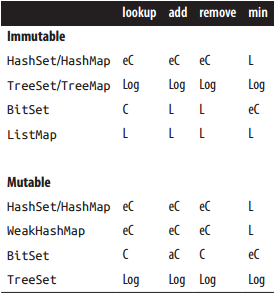 lookup add remove min
Immutable
HashSet/HashMap eC eC eC L
TreeSet/TreeMap Log Log Log Log
BitSet C L L eC
ListMap L L L L
Mutable
HashSet/HashMap eC eC eC L
WeakHashMap eC eC eC L
BitSet C aC C eC
TreeSet Log Log Log Log